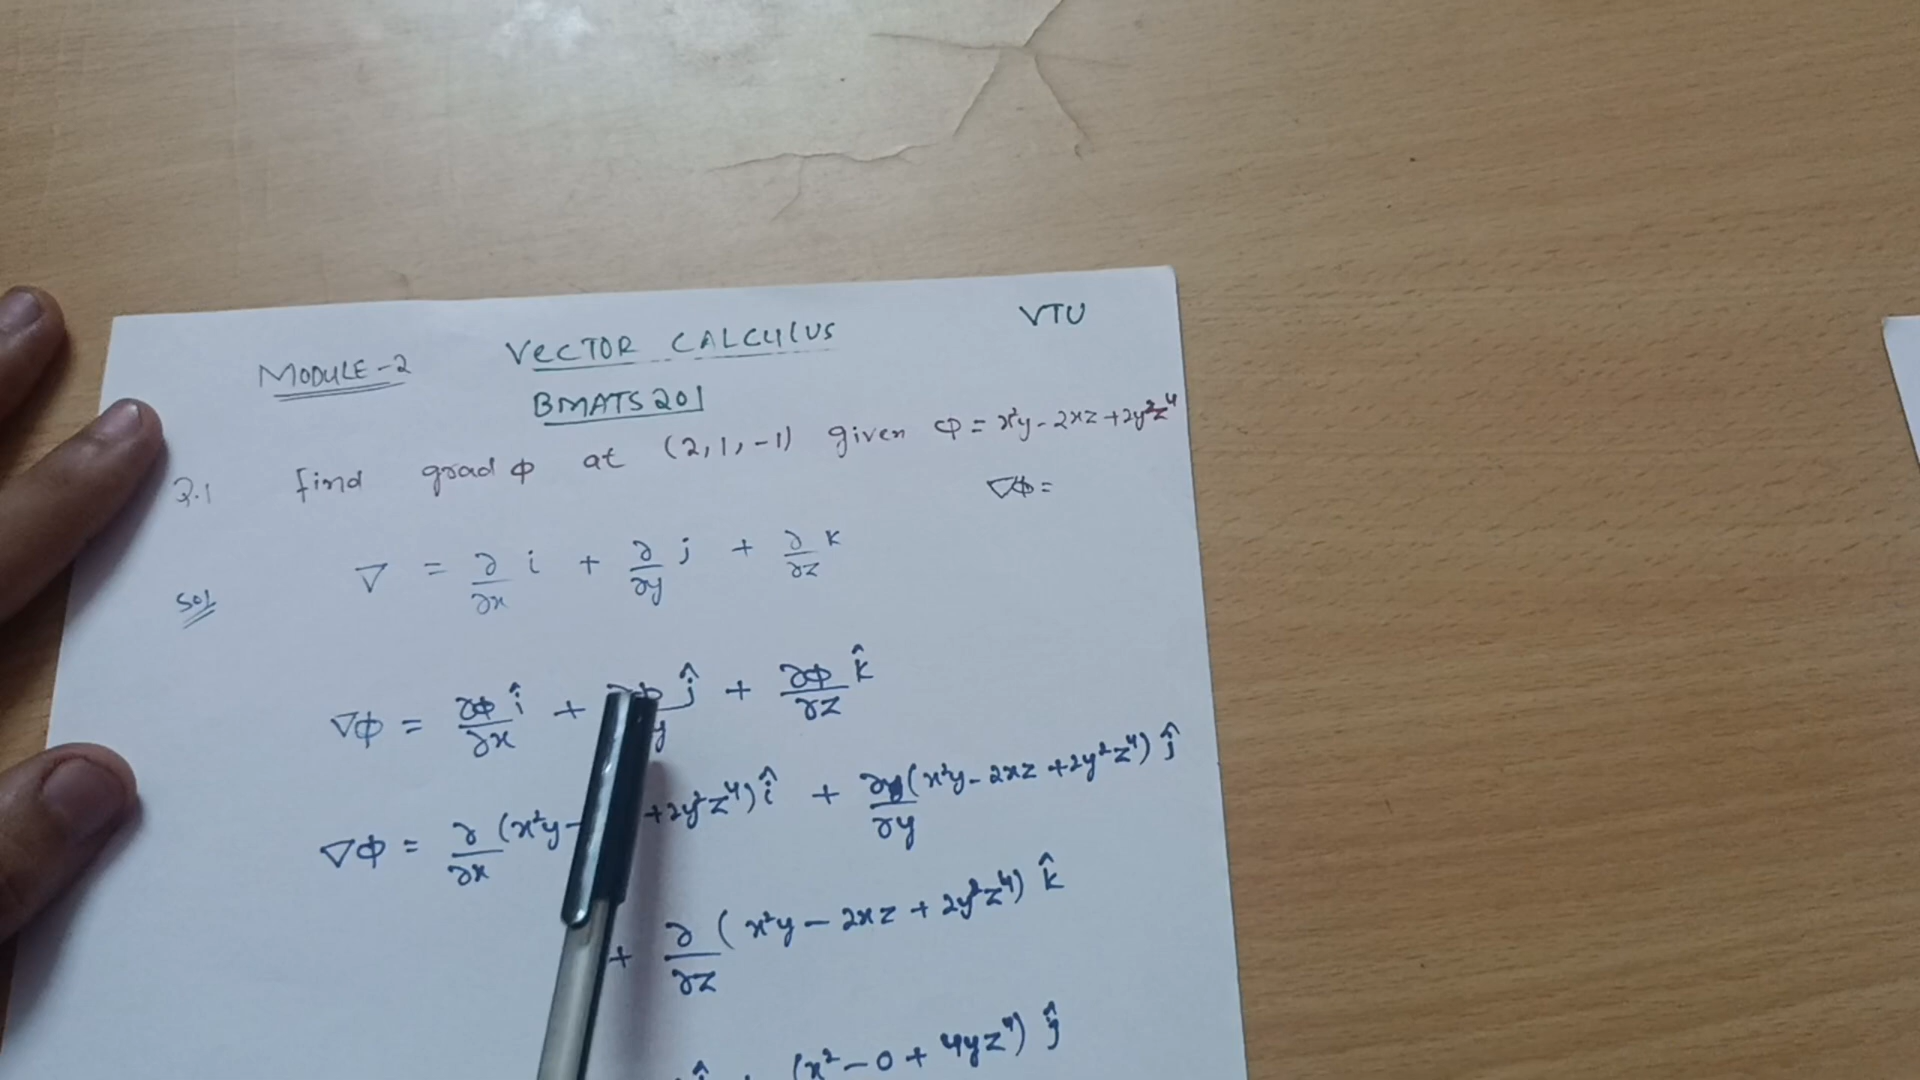 MODULE-2 VECTOR CALCULUS VTU
BMATS201
Q.1 find grad φ at (2,1,-1) given φ = x²y - 2xz + 2y²z⁴
∇φ =
Sol ∇ = ∂/∂x i + ∂/∂y j + ∂/∂z k
∇φ = ∂φ/∂x î + ∂φ/∂y ĵ + ∂φ/∂z k̂
∇φ = ∂/∂x (x²y - +2y²z⁴) î + ∂/∂y (x²y - 2xz + 2y²z⁴) ĵ
+ ∂/∂z (x²y - 2xz + 2y²z⁴) k̂
(x² - 0 + 4yz⁴) ĵ